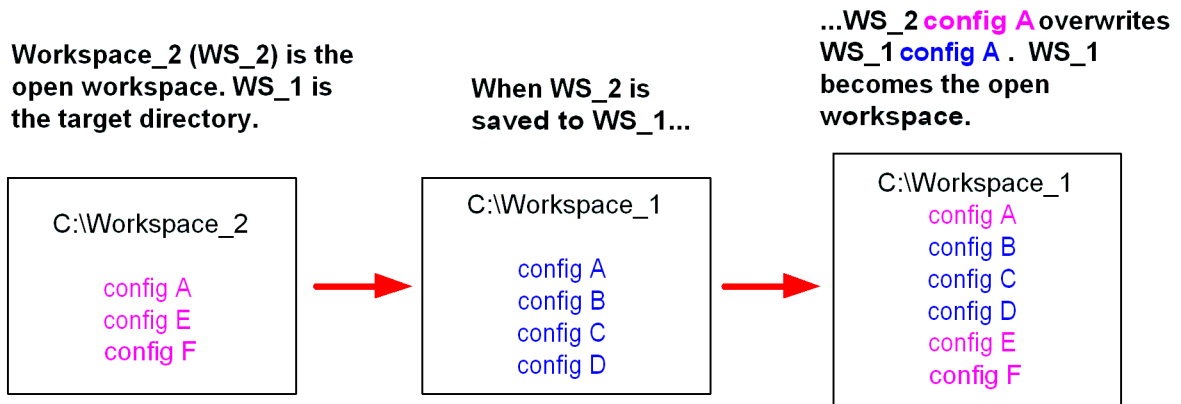 Workspace_2 (WS_2) is the
open workspace. WS_1 is
the target directory.
When WS_2 is
saved to WS_1...
...WS_2 config A overwrites
WS_1 config A . WS_1
becomes the open
workspace.
C:\Workspace_2
config A
config E
config F
C:\Workspace_1
config A
config B
config C
config D
C:\Workspace_1
config A
config B
config C
config D
config E
config F